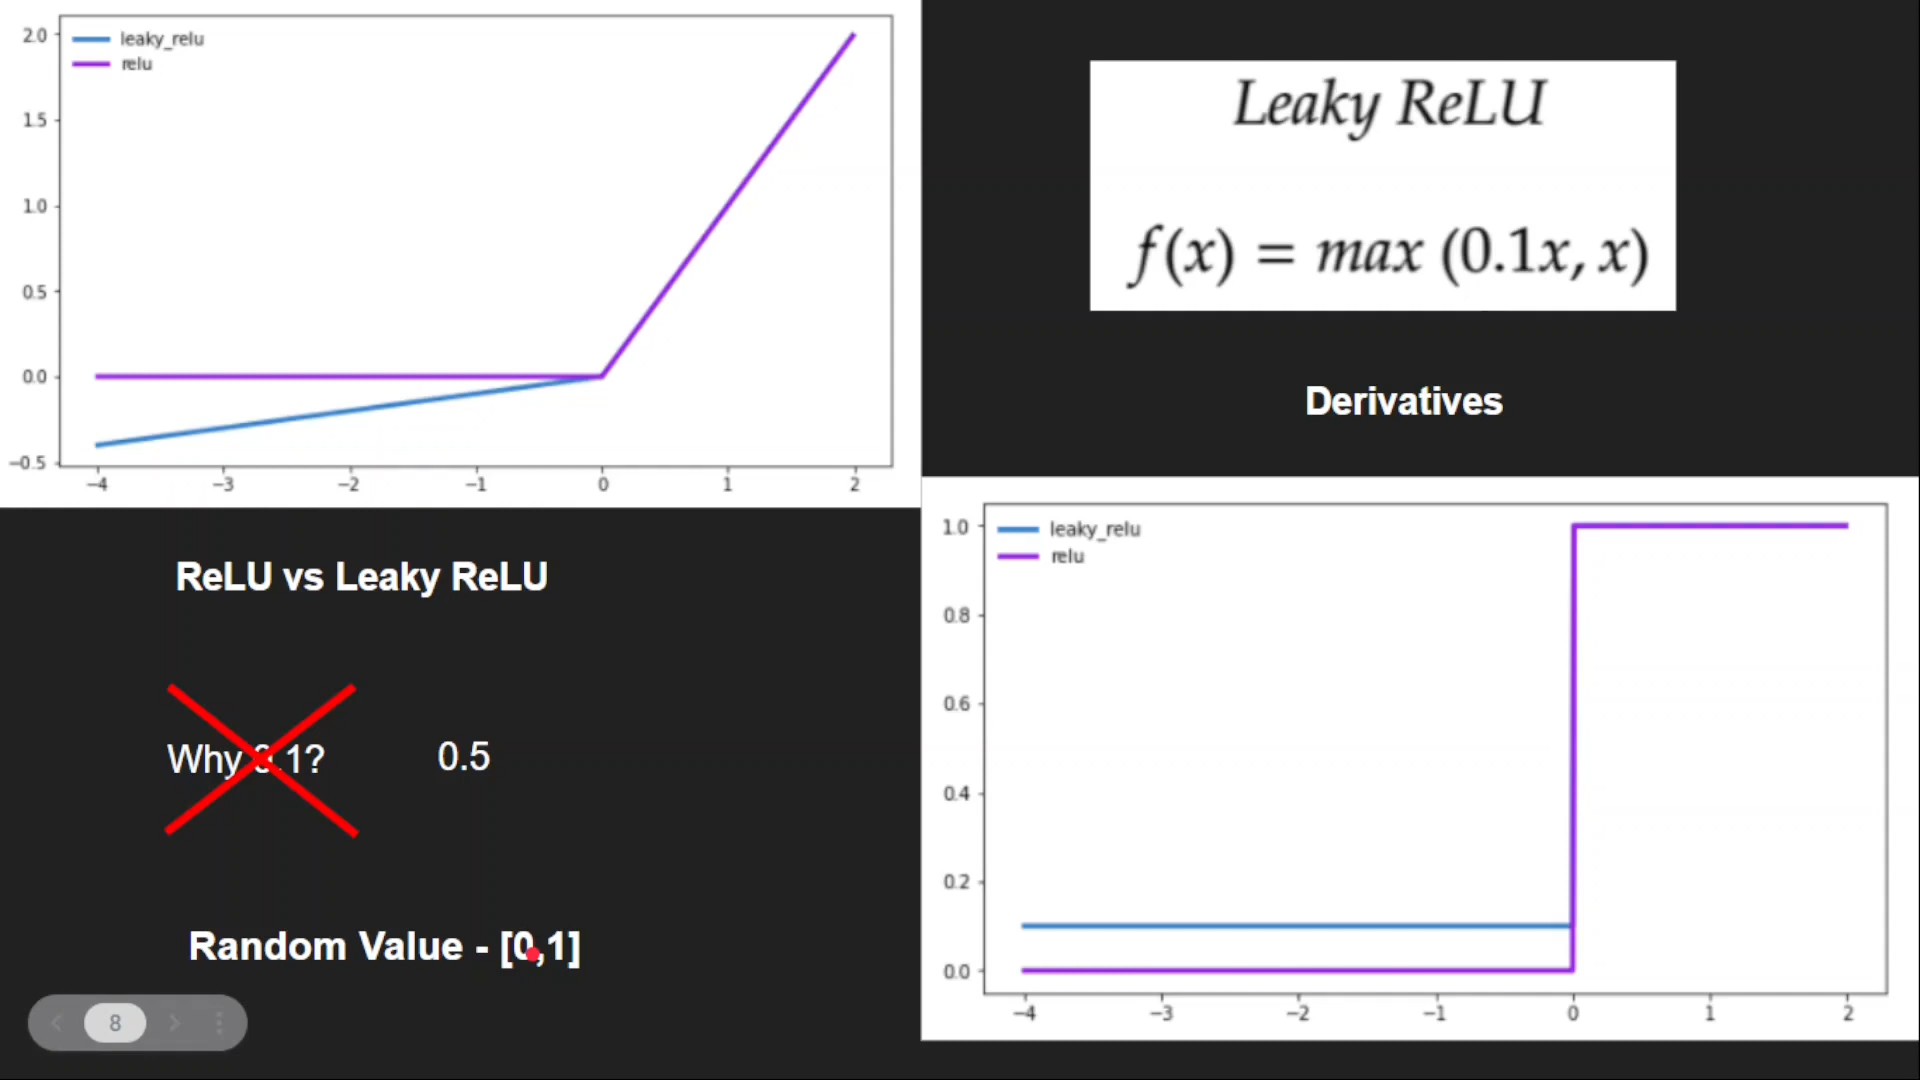 leaky_relu
relu
2.0
1.5
1.0
0.5
0.0
−0.5
−4 −3 −2 −1 0 1 2
Leaky ReLU
f(x) = max (0.1x, x)
Derivatives
ReLU vs Leaky ReLU
Why 0.1? 0.5
Random Value - [0,1]
8
leaky_relu
relu
1.0
0.8
0.6
0.4
0.2
0.0
−4 −3 −2 −1 0 1 2